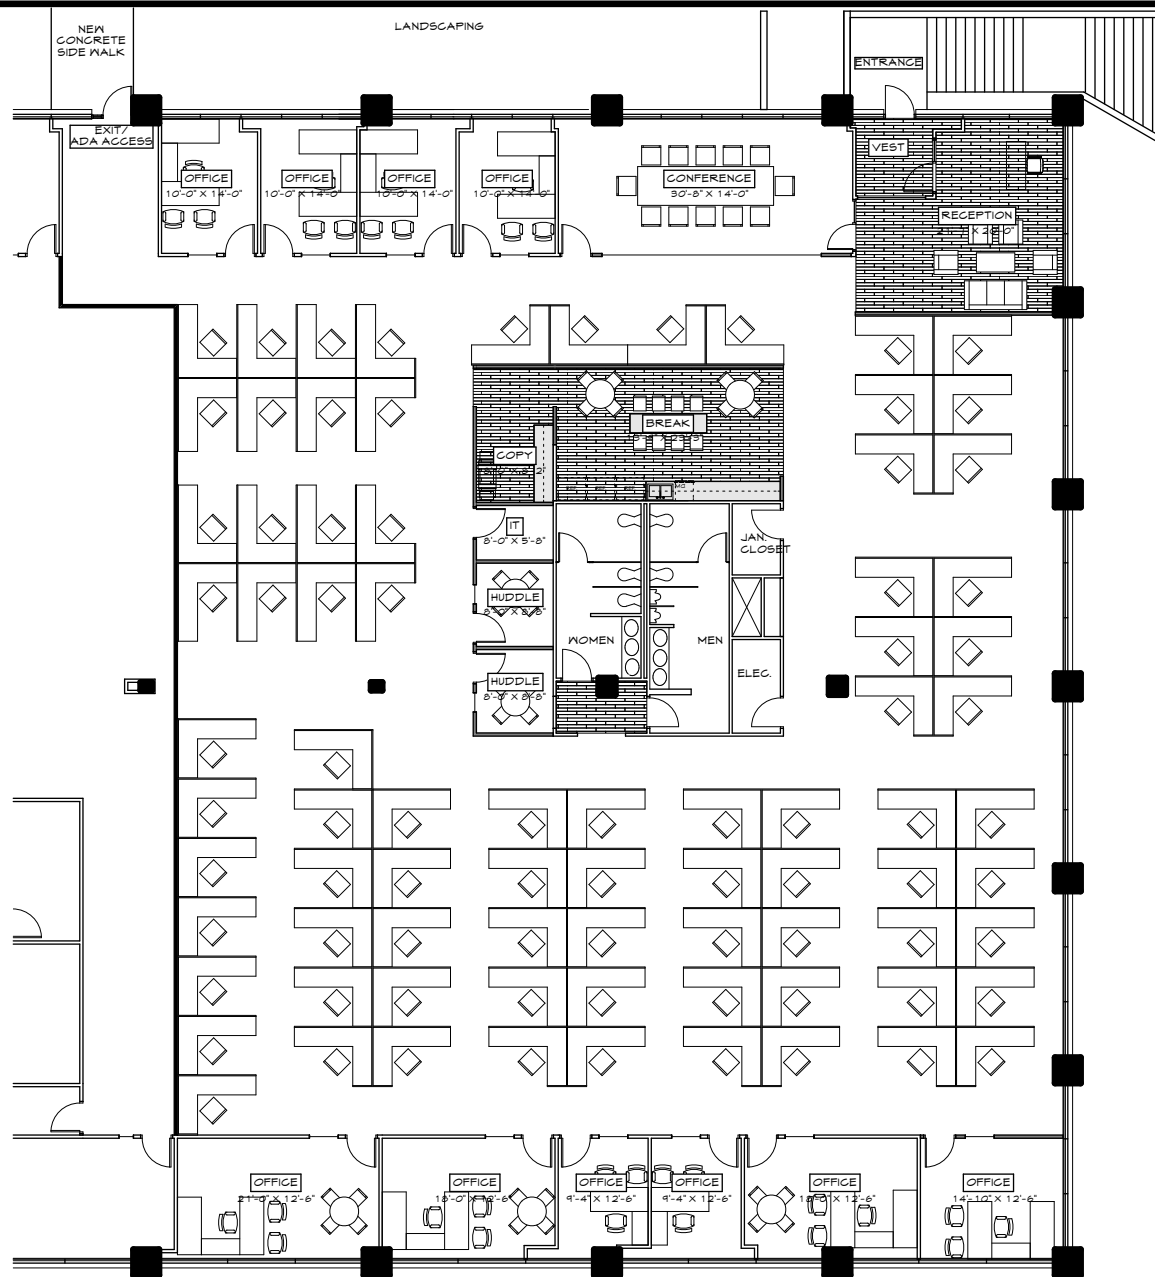 NEW
CONCRETE
SIDE WALK
LANDSCAPING
ENTRANCE
EXIT/
ADA ACCESS
VEST
OFFICE
10'-0" X 14'-0"
OFFICE
10'-0" X 14'-0"
OFFICE
10'-0" X 14'-0"
OFFICE
10'-0" X 14'-0"
CONFERENCE
30'-8" X 14'-0"
RECEPTION
BREAK
COPY
IT
8'-0" X 5'-8"
JAN.
CLOSET
HUDDLE
8'-0" X 8'-8"
WOMEN
MEN
ELEC.
HUDDLE
8'-0" X 8'-8"
OFFICE
21'-0" X 12'-6"
OFFICE
OFFICE
9'-4" X 12'-6"
OFFICE
9'-4" X 12'-6"
OFFICE
OFFICE
14'-10" X 12'-6"